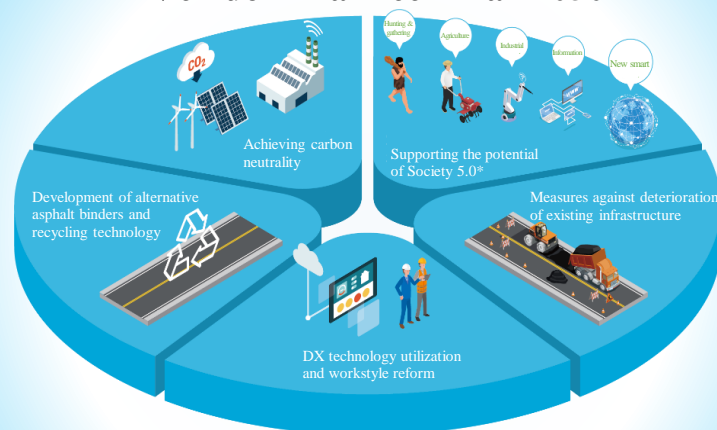 Hunting &
gathering
Agriculture
Industrial
Information
New smart
CO2
Achieving carbon
neutrality
Supporting the potential
of Society 5.0*
Development of alternative
asphalt binders and
recycling technology
Measures against deterioration
of existing infrastructure
DX technology utilization
and workstyle reform